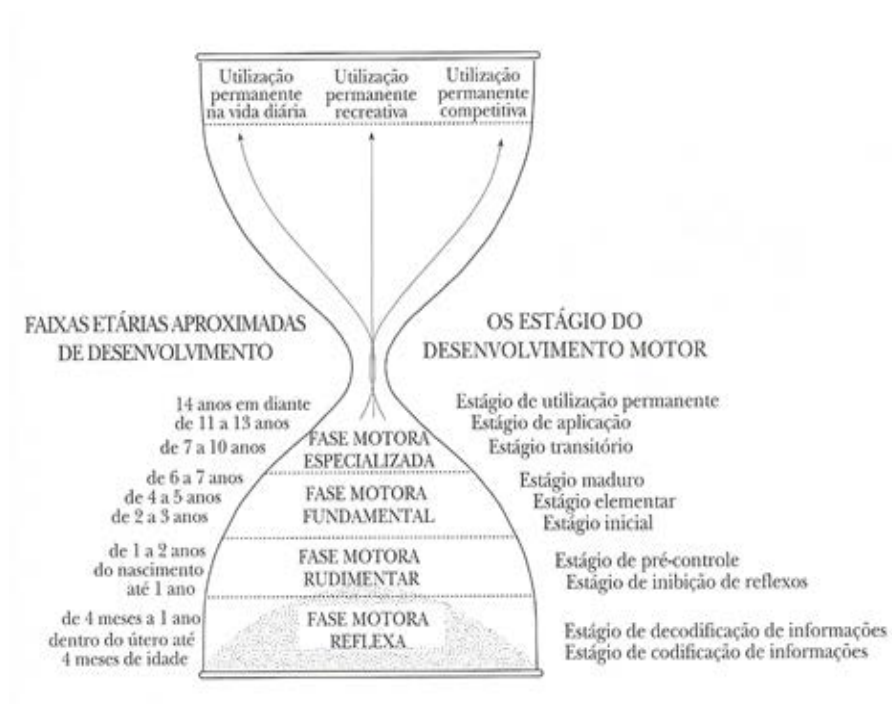 Utilização
permanente
na vida diária
Utilização
permanente
recreativa
Utilização
permanente
competitiva
FAIXAS ETÁRIAS APROXIMADAS
DE DESENVOLVIMENTO
OS ESTÁGIO DO
DESENVOLVIMENTO MOTOR
14 anos em diante
de 11 a 13 anos
de 7 a 10 anos
FASE MOTORA
ESPECIALIZADA
Estágio de utilização permanente
Estágio de aplicação
Estágio transitório
de 6 a 7 anos
de 4 a 5 anos
de 2 a 3 anos
FASE MOTORA
FUNDAMENTAL
Estágio maduro
Estágio elementar
Estágio inicial
de 1 a 2 anos
do nascimento
até 1 ano
FASE MOTORA
RUDIMENTAR
Estágio de pré-controle
Estágio de inibição de reflexos
de 4 meses a 1 ano
dentro do útero até
4 meses de idade
FASE MOTORA
REFLEXA
Estágio de decodificação de informações
Estágio de codificação de informações